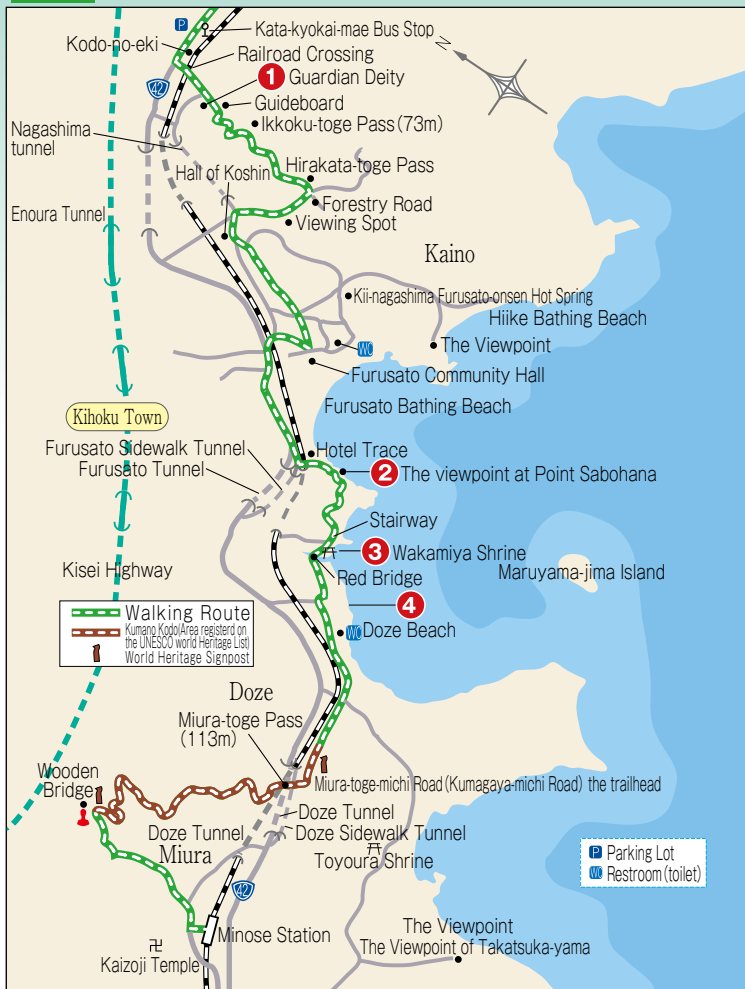 P
Kata-kyokai-mae Bus Stop
Kodo-no-eki
Railroad Crossing
N
42
1 Guardian Deity
Guideboard
Ikkoku-toge Pass (73m)
Nagashima
tunnel
Hall of Koshin
Hirakata-toge Pass
Forestry Road
Enoura Tunnel
Viewing Spot
Kaino
Kii-nagashima Furusato-onsen Hot Spring
Hiike Bathing Beach
WC
The Viewpoint
Furusato Community Hall
Furusato Bathing Beach
Kihoku Town
Furusato Sidewalk Tunnel
Furusato Tunnel
Hotel Trace
2 The viewpoint at Point Sabohana
Stairway
3 Wakamiya Shrine
Red Bridge
Kisei Highway
Maruyama-jima Island
4
Walking Route
Kumano Kodo(Area registerd on
the UNESCO world Heritage List)
World Heritage Signpost
WC Doze Beach
Doze
Miura-toge Pass
(113m)
Wooden
Bridge
Miura-toge-michi Road (Kumagaya-michi Road) the trailhead
Doze Tunnel
Doze Tunnel
Doze Sidewalk Tunnel
Miura
Toyoura Shrine
P Parking Lot
WC Restroom (toilet)
42
Minose Station
卍
Kaizoji Temple
The Viewpoint
The Viewpoint of Takatsuka-yama